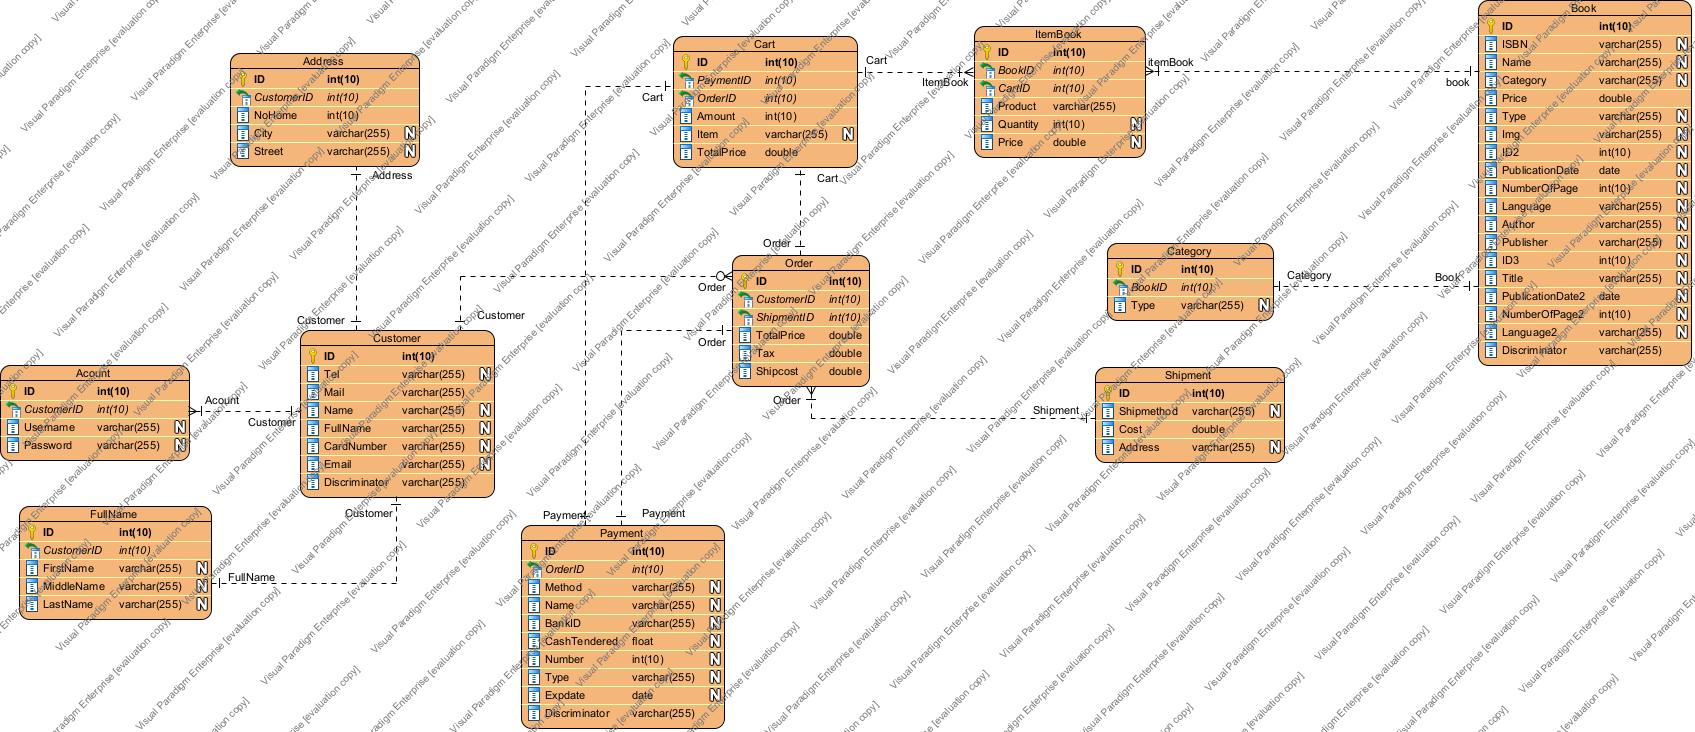 Address
ID int(10)
CustomerID int(10)
NoHome int(10)
City varchar(255) N
Street varchar(255) N
Address
Customer
Cart
ID int(10)
PaymentID int(10)
OrderID int(10)
Amount int(10)
Item varchar(255) N
TotalPrice double
Cart
Cart
Cart
ItemBook
ItemBook
ID int(10)
BookID int(10)
CartID int(10)
Product varchar(255)
Quantity int(10) N
Price double N
itemBook
book
Book
ID int(10)
ISBN varchar(255) N
Name varchar(255) N
Category varchar(255) N
Price double
Type varchar(255) N
Img varchar(255) N
ID2 int(10) N
PublicationDate date N
NumberOfPage int(10) N
Language varchar(255) N
Author varchar(255) N
Publisher varchar(255) N
ID3 int(10) N
Title varchar(255) N
PublicationDate2 date N
NumberOfPage2 int(10) N
Language2 varchar(255) N
Discriminator varchar(255)
Order
Order
ID int(10)
CustomerID int(10)
ShipmentID int(10)
TotalPrice double
Tax double
Shipcost double
Order
Order
Order
Customer
Category
ID int(10)
BookID int(10)
Type varchar(255) N
Category
Book
Customer
ID int(10)
Tel varchar(255) N
Mail varchar(255)
Name varchar(255) N
FullName varchar(255) N
CardNumber varchar(255) N
Email varchar(255) N
Discriminator varchar(255)
Customer
Acount
ID int(10)
CustomerID int(10)
Username varchar(255) N
Password varchar(255) N
Acount
Customer
Shipment
Shipment
ID int(10)
Shipmethod varchar(255) N
Cost double
Address varchar(255) N
FullName
ID int(10)
CustomerID int(10)
FirstName varchar(255) N
MiddleName varchar(255) N
LastName varchar(255) N
FullName
Payment
Payment
Payment
ID int(10)
OrderID int(10)
Method varchar(255) N
Name varchar(255) N
BankID varchar(255) N
CashTendered float N
Number int(10) N
Type varchar(255) N
Expdate date N
Discriminator varchar(255)
Visual Paradigm Enterprise [evaluation copy]